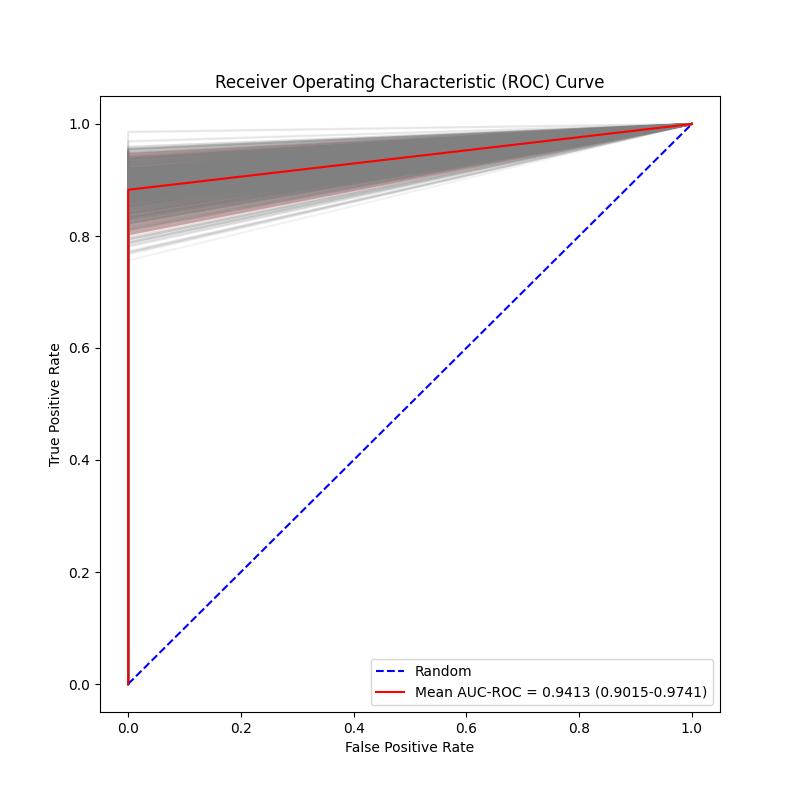 Receiver Operating Characteristic (ROC) Curve
True Positive Rate
1.0
0.8
0.6
0.4
0.2
0.0
Random
Mean AUC-ROC = 0.9413 (0.9015-0.9741)
0.0 0.2 0.4 0.6 0.8 1.0
False Positive Rate